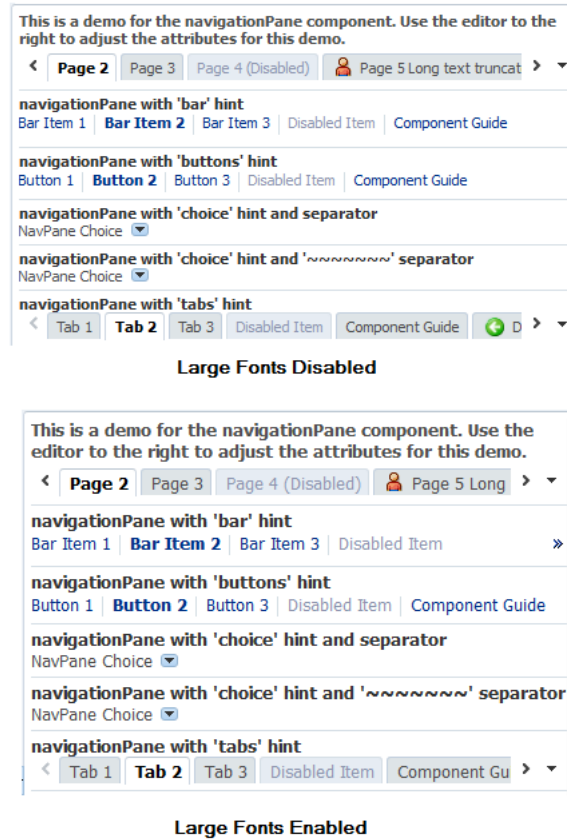 This is a demo for the navigationPane component. Use the editor to the
right to adjust the attributes for this demo.
Page 2 Page 3 Page 4 (Disabled) Page 5 Long text truncat
navigationPane with 'bar' hint
Bar Item 1 Bar Item 2 Bar Item 3 Disabled Item Component Guide
navigationPane with 'buttons' hint
Button 1 Button 2 Button 3 Disabled Item Component Guide
navigationPane with 'choice' hint and separator
NavPane Choice
navigationPane with 'choice' hint and '~~~~~~~' separator
NavPane Choice
navigationPane with 'tabs' hint
Tab 1 Tab 2 Tab 3 Disabled Item Component Guide D
Large Fonts Disabled
This is a demo for the navigationPane component. Use the
editor to the right to adjust the attributes for this demo.
Page 2 Page 3 Page 4 (Disabled) Page 5 Long
navigationPane with 'bar' hint
Bar Item 1 Bar Item 2 Bar Item 3 Disabled Item »
navigationPane with 'buttons' hint
Button 1 Button 2 Button 3 Disabled Item Component Guide
navigationPane with 'choice' hint and separator
NavPane Choice
navigationPane with 'choice' hint and '~~~~~~~' separator
NavPane Choice
navigationPane with 'tabs' hint
Tab 1 Tab 2 Tab 3 Disabled Item Component Gu
Large Fonts Enabled